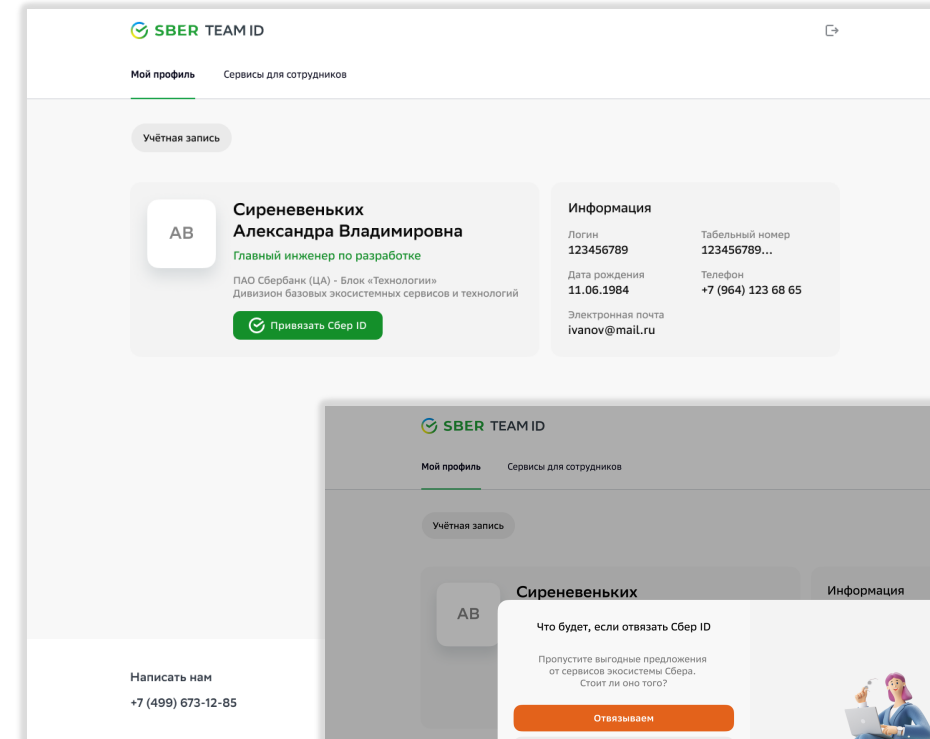 SBER TEAM ID
Мой профиль
Сервисы для сотрудников
Учётная запись
АВ
Сиреневеньких
Александра Владимировна
Главный инженер по разработке
ПАО Сбербанк (ЦА) - Блок «Технологии»
Дивизион базовых экосистемных сервисов и технологий
Привязать Сбер ID
Информация
Логин
123456789
Табельный номер
123456789...
Дата рождения
11.06.1984
Телефон
+7 (964) 123 68 65
Электронная почта
ivanov@mail.ru
Написать нам
+7 (499) 673-12-85
SBER TEAM ID
Мой профиль
Сервисы для сотрудников
Учётная запись
АВ
Сиреневеньких
Информация
Что будет, если отвязать Сбер ID
Пропустите выгодные предложения
от сервисов экосистемы Сбера.
Стоит ли оно того?
Отвязываем